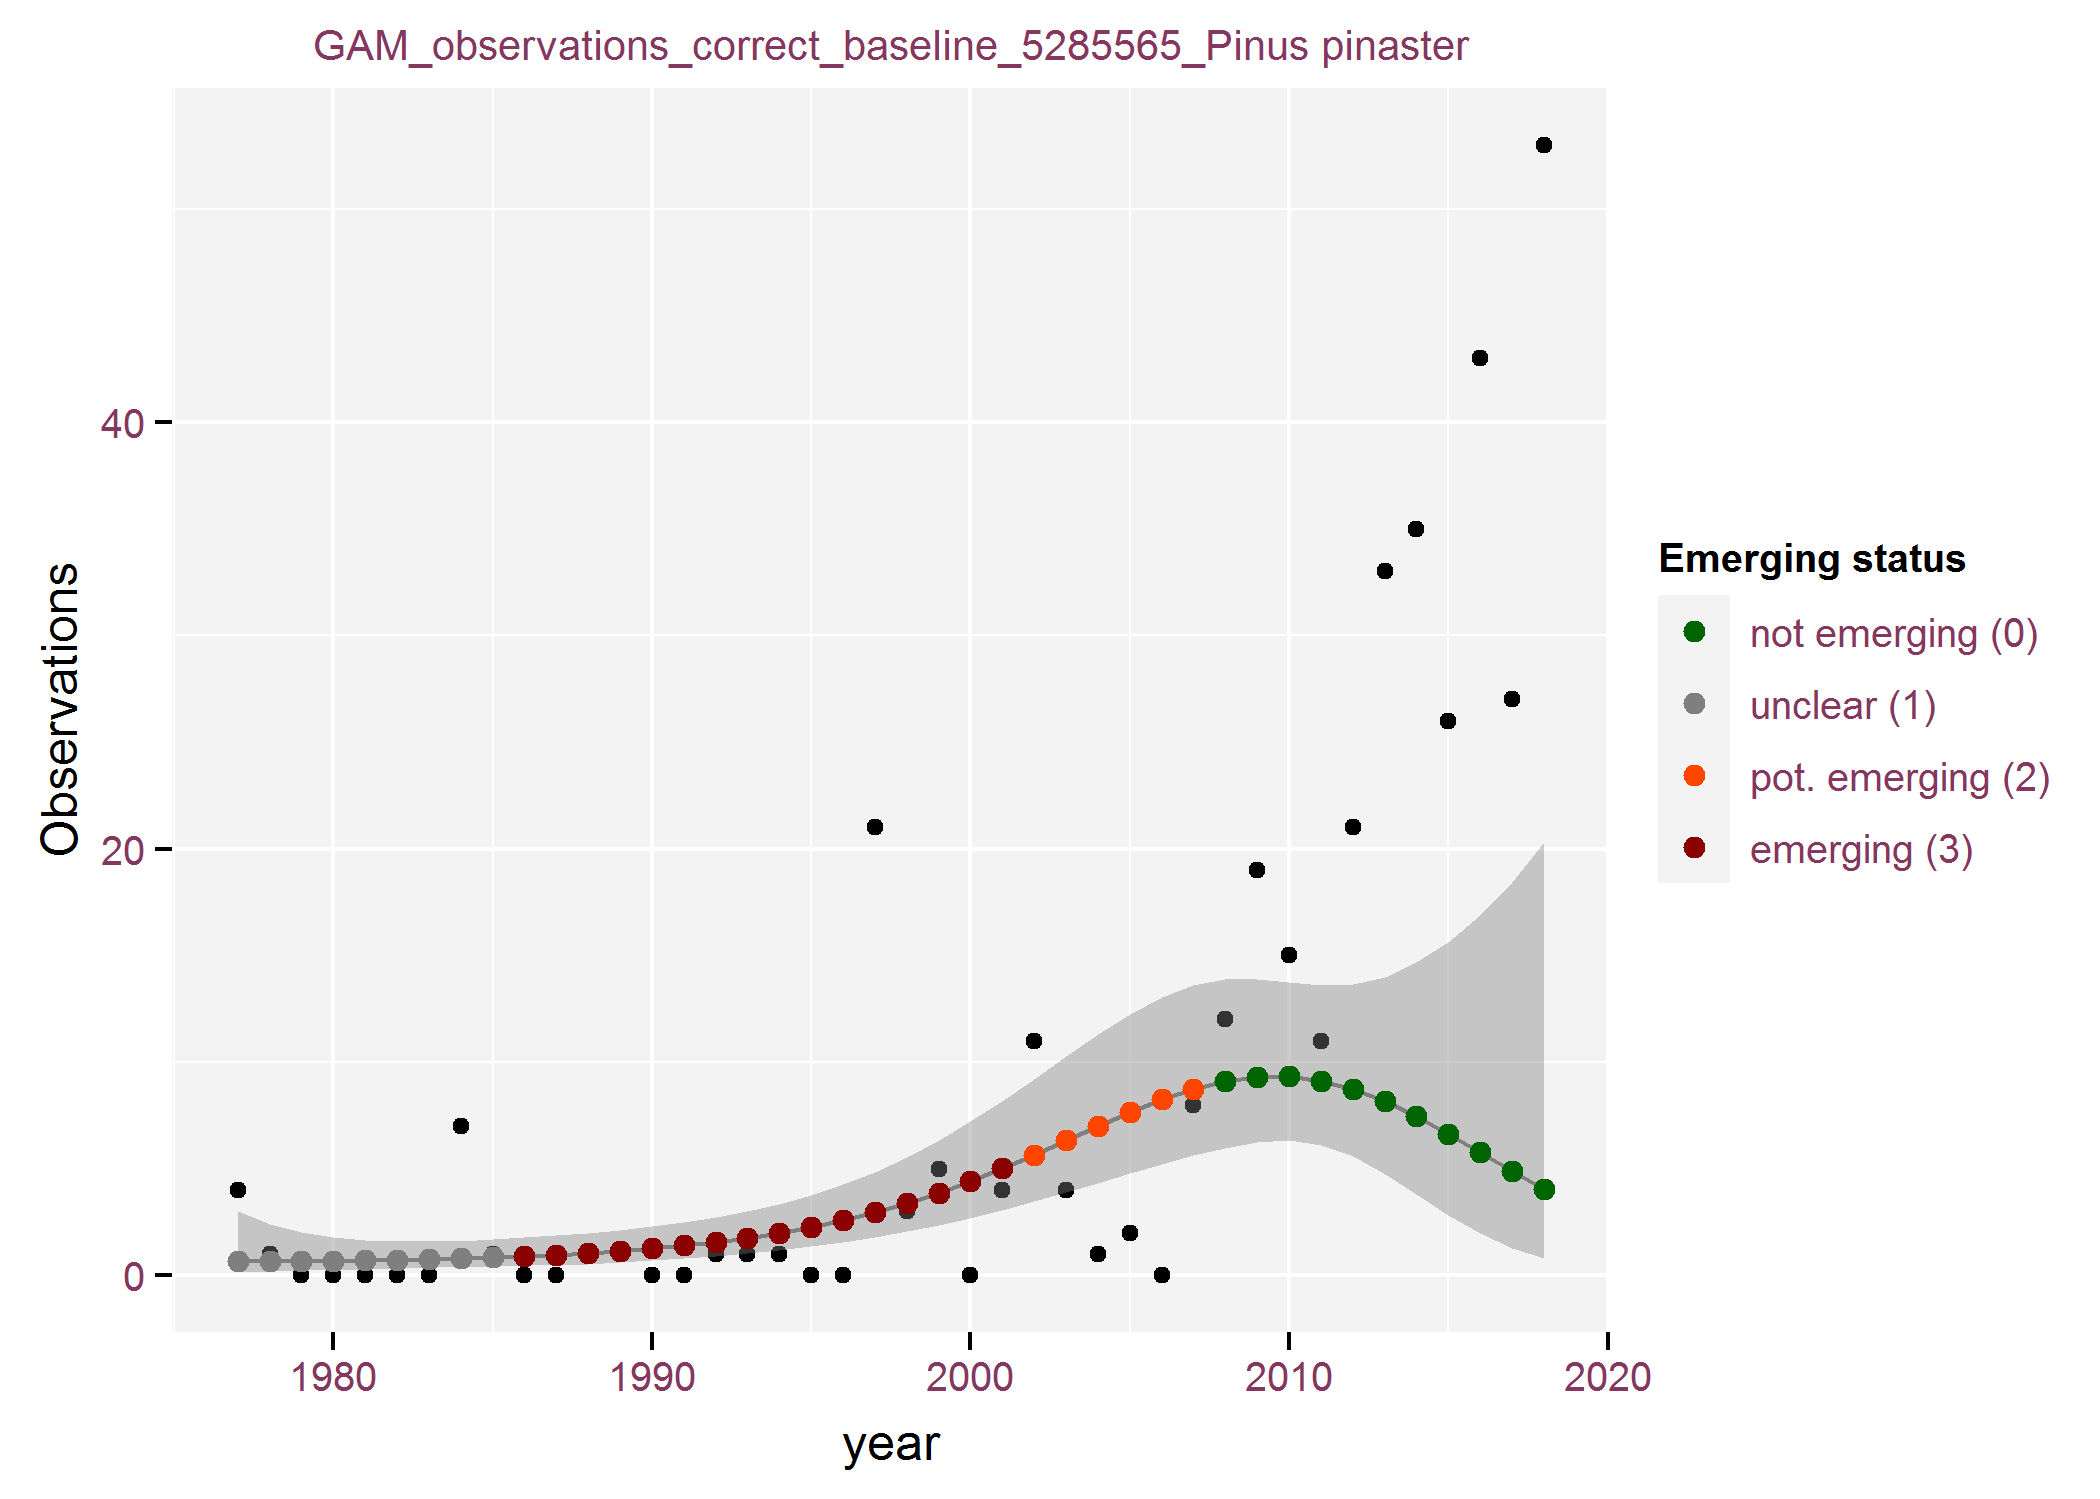 GAM_observations_correct_baseline_5285565_Pinus pinaster
Observations
40
20
0
1980
1990
2000
2010
2020
year
Emerging status
not emerging (0)
unclear (1)
pot. emerging (2)
emerging (3)